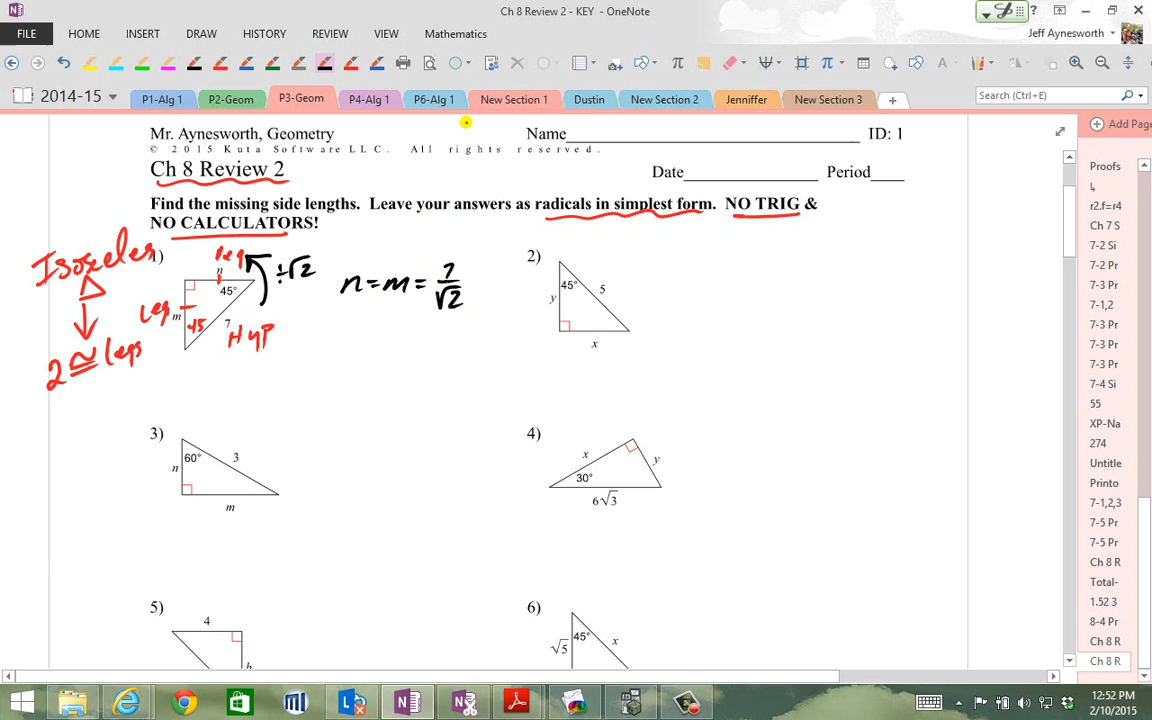 Ch 8 Review 2 - KEY - OneNote
?
FILE HOME INSERT DRAW HISTORY REVIEW VIEW Mathematics
Jeff Aynesworth
2014-15 P1-Alg 1 P2-Geom P3-Geom P4-Alg 1 P6-Alg 1 New Section 1 Dustin New Section 2 Jenniffer New Section 3
Search (Ctrl+E)
Add Page
Mr. Aynesworth, Geometry
Name ID: 1
© 2015 Kuta Software LLC. All rights reserved.
Ch 8 Review 2
Date Period
Find the missing side lengths. Leave your answers as radicals in simplest form. NO TRIG &
NO CALCULATORS!
Isosceles
△
2 ≅ legs
1)
leg
n
45°
÷√2
leg
m
45
7
HYP
n=m= 7/√2
2)
45°
5
y
x
3)
60°
3
n
m
4)
x
y
30°
6√3
5)
4
6)
√5
45°
x
Proofs
↳
r2.f=r4
Ch 7 S
7-2 Si
7-2 P
7-3 P
7-1,2
7-3 P
7-3 P
7-3 P
7-4 Si
55
XP-Na
274
Untitle
Printo
7-1,2,3
7-5 Pr
7-5 Pr
Ch 8 R
Total-
1.52 3
8-4 Pr
Ch 8 R
Ch 8 R
12:52 PM
2/10/2015